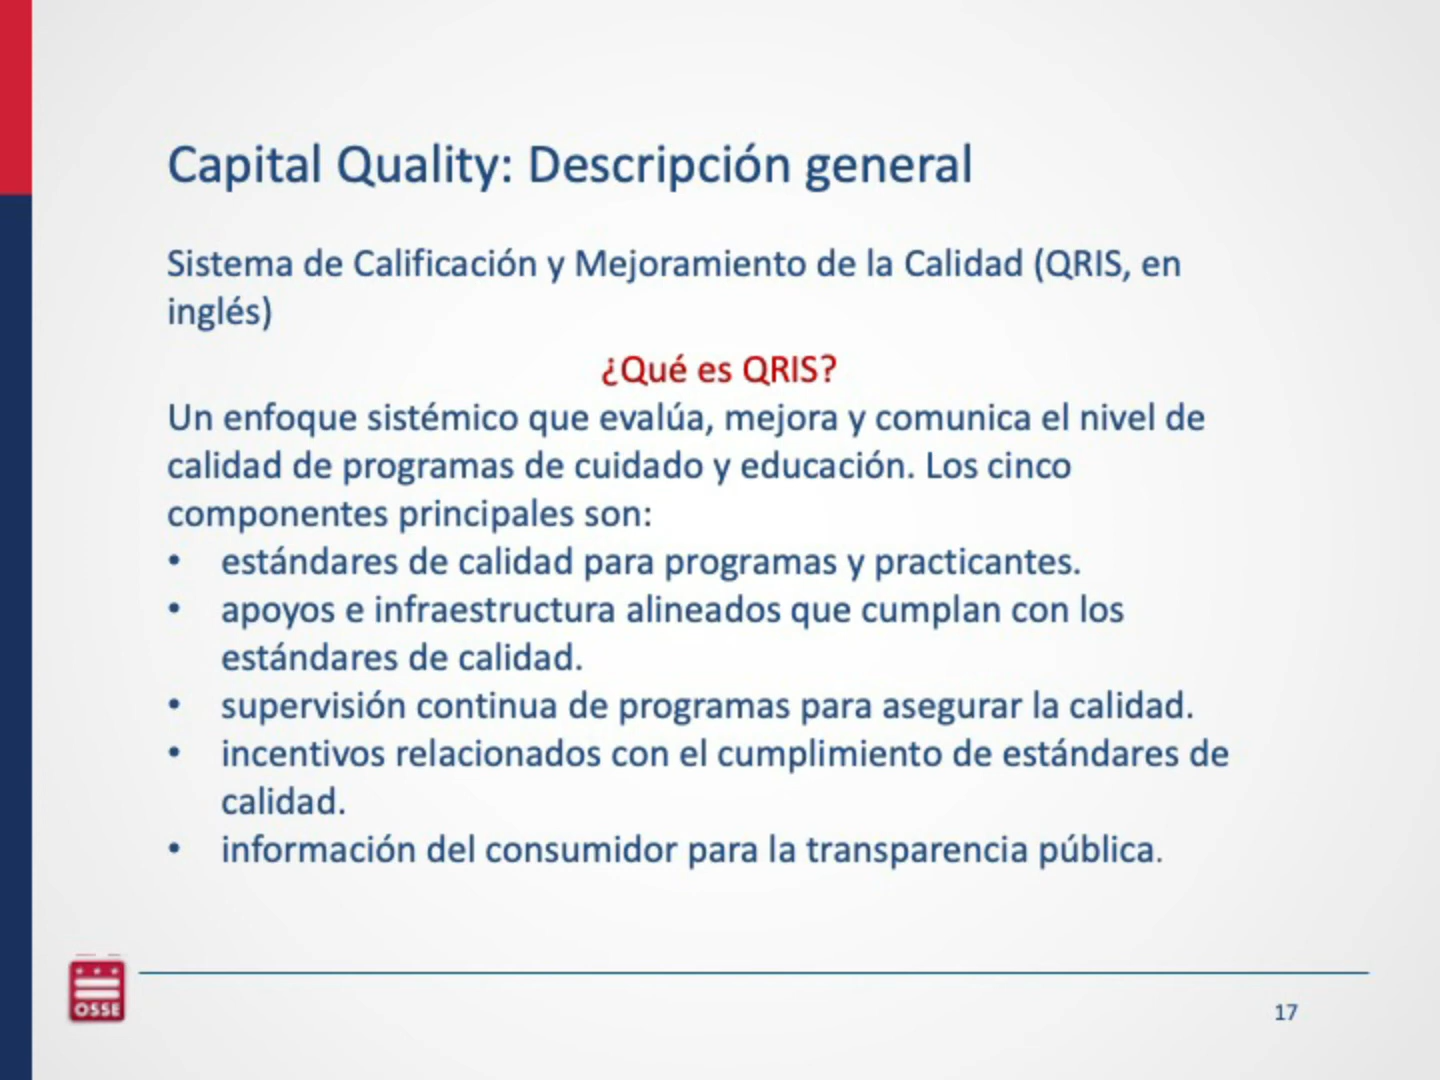 Capital Quality: Descripción general
Sistema de Calificación y Mejoramiento de la Calidad (QRIS, en
inglés)
¿Qué es QRIS?
Un enfoque sistémico que evalúa, mejora y comunica el nivel de
calidad de programas de cuidado y educación. Los cinco
componentes principales son:
• estándares de calidad para programas y practicantes.
• apoyos e infraestructura alineados que cumplan con los
estándares de calidad.
• supervisión continua de programas para asegurar la calidad.
• incentivos relacionados con el cumplimiento de estándares de
calidad.
• información del consumidor para la transparencia pública.
OSSE
17